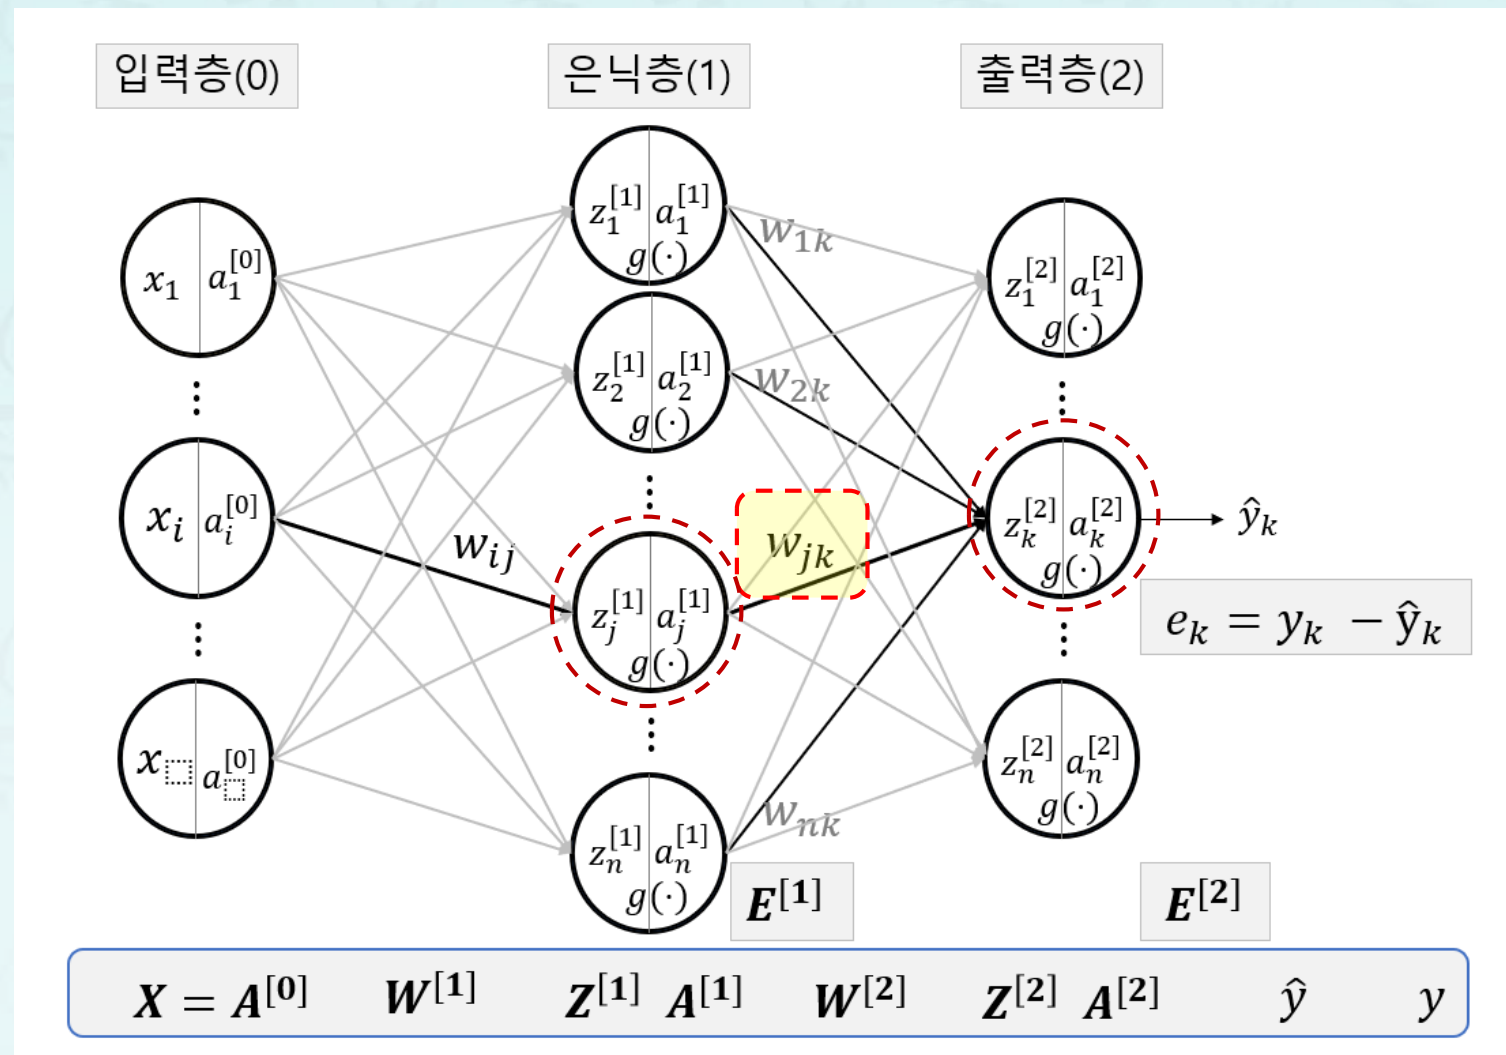 입력층(0) 은닉층(1) 출력층(2)
z₁^[1] a₁^[1]
g(·)
w₁ₖ
x₁ a₁^[0]
z₁^[2] a₁^[2]
g(·)
z₂^[1] a₂^[1]
g(·)
w₂ₖ
xᵢ aᵢ^[0]
wᵢⱼ
wⱼₖ
zₖ^[2] aₖ^[2]
g(·)
ŷₖ
zⱼ^[1] aⱼ^[1]
g(·)
eₖ = yₖ − ŷₖ
x⬚ a⬚^[0]
zₙ^[2] aₙ^[2]
g(·)
wₙₖ
zₙ^[1] aₙ^[1]
g(·)
E^[1] E^[2]
X = A^[0] W^[1] Z^[1] A^[1] W^[2] Z^[2] A^[2] ŷ y